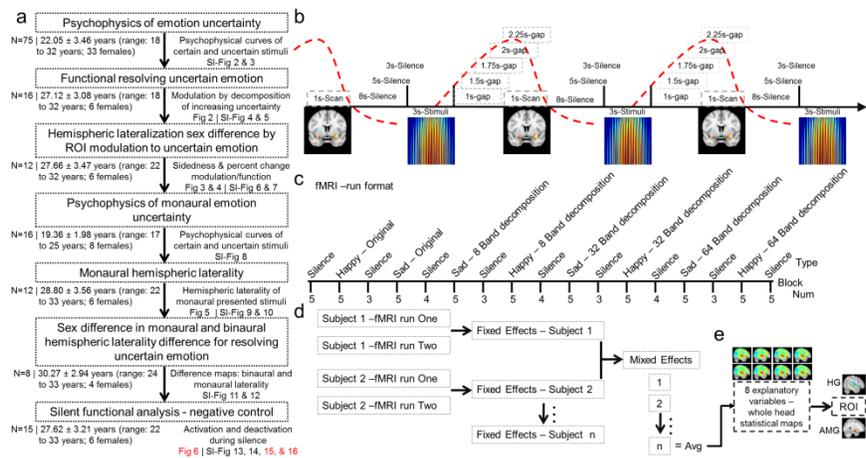 a
Psychophysics of emotion uncertainty
N=75 | 22.05 ± 3.46 years (range: 18
to 32 years; 33 females)
Psychophysical curves of
certain and uncertain stimuli
SI-Fig 2 & 3
Functional resolving uncertain emotion
N=16 | 27.12 ± 3.08 years (range: 18
to 32 years; 6 females)
Modulation by decomposition
of increasing uncertainty
Fig 2 | SI-Fig 4 & 5
Hemispheric lateralization sex difference by
ROI modulation to uncertain emotion
N=12 | 27.66 ± 3.47 years (range: 22
to 32 years; 6 females)
Sidedness & percent change
modulation/function
Fig 3 & 4 | SI-Fig 6 & 7
Psychophysics of monaural emotion
uncertainty
N=16 | 19.36 ± 1.98 years (range: 17
to 25 years; 8 females)
Psychophysical curves of
certain and uncertain stimuli
SI-Fig 8
Monaural hemispheric laterality
N=12 | 28.80 ± 3.56 years (range: 22
to 33 years; 6 females)
Hemispheric laterality of
monaural presented stimuli
Fig 5 | SI-Fig 9 & 10
Sex difference in monaural and binaural
hemispheric laterality difference for resolving
uncertain emotion
N=8 | 30.27 ± 2.94 years (range: 24
to 33 years; 4 females)
Difference maps: binaural and
monaural laterality
SI-Fig 11 & 12
Silent functional analysis - negative control
N=15 | 27.62 ± 3.21 years (range: 22
to 33 years; 6 females)
Activation and deactivation
during silence
Fig 6 | SI-Fig 13, 14, 15, & 16
b
2.25s-gap
2s-gap
1.75s-gap
1.5s-gap
1s-gap
3s-Silence
5s-Silence
8s-Silence
1s-Scan
3s-Stimuli
1s-Scan
3s-Silence
5s-Silence
8s-Silence
3s-Stimuli
2.25s-gap
2s-gap
1.75s-gap
1.5s-gap
1s-gap
1s-Scan
3s-Silence
5s-Silence
8s-Silence
3s-Stimuli
c
fMRI –run format
Silence
Happy – Original
Silence
Sad – Original
Silence
Sad – 8 Band decomposition
Silence
Happy – 8 Band decomposition
Silence
Sad – 32 Band decomposition
Silence
Happy – 32 Band decomposition
Silence
Sad – 64 Band decomposition
Silence
Happy – 64 Band decomposition
Silence
Type
Block
5 5 3 5 4 5 3 5 4 5 3 5 4 5 3 5 5 Num
d
Subject 1 –fMRI run One
Subject 1 –fMRI run Two
Fixed Effects – Subject 1
Subject 2 –fMRI run One
Subject 2 –fMRI run Two
Fixed Effects – Subject 2
Fixed Effects – Subject n
Mixed Effects
1
2
n = Avg
e
8 explanatory
variables –
whole head
statistical maps
HG
ROI
AMG